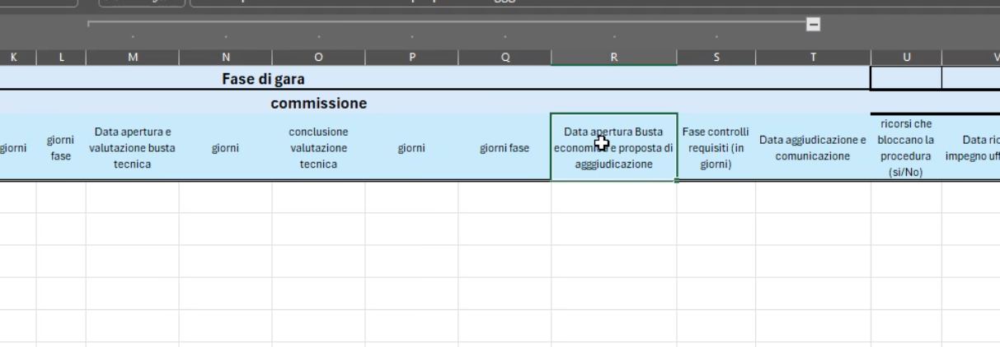 K L M N O P Q R S T U V
Fase di gara
commissione
giorni
giorni
fase
Data apertura e
valutazione busta
tecnica
giorni
conclusione
valutazione
tecnica
giorni
giorni fase
Data apertura Busta
e proposta di
agggiudicazione
Fase controlli
requisiti (in
giorni)
Data aggiudicazione e
comunicazione
ricorsi che
bloccano la
procedura
(si/No)
Data ric
impegno uff